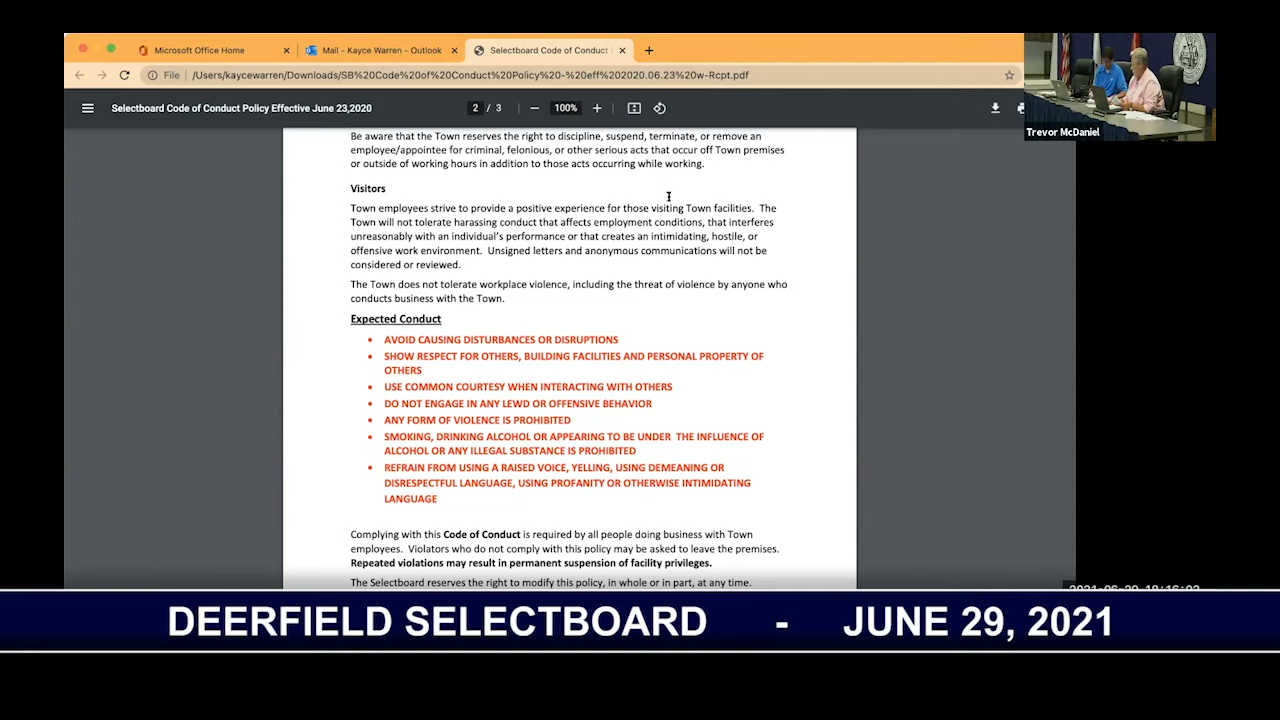 Microsoft Office Home
Mail - Kayce Warren - Outlook
Selectboard Code of Conduct
File
/Users/kaycewarren/Downloads/SB%20Code%20of%20Conduct%20Policy%20-%20eff%202020.06.23%20w-Rcpt.pdf
Selectboard Code of Conduct Policy Effective June 23,2020
2 / 3
100%
Trevor McDaniel
Be aware that the Town reserves the right to discipline, suspend, terminate, or remove an
employee/appointee for criminal, felonious, or other serious acts that occur off Town premises
or outside of working hours in addition to those acts occurring while working.
Visitors
Town employees strive to provide a positive experience for those visiting Town facilities. The
Town will not tolerate harassing conduct that affects employment conditions, that interferes
unreasonably with an individual's performance or that creates an intimidating, hostile, or
offensive work environment. Unsigned letters and anonymous communications will not be
considered or reviewed.
The Town does not tolerate workplace violence, including the threat of violence by anyone who
conducts business with the Town.
Expected Conduct
• AVOID CAUSING DISTURBANCES OR DISRUPTIONS
• SHOW RESPECT FOR OTHERS, BUILDING FACILITIES AND PERSONAL PROPERTY OF
OTHERS
• USE COMMON COURTESY WHEN INTERACTING WITH OTHERS
• DO NOT ENGAGE IN ANY LEWD OR OFFENSIVE BEHAVIOR
• ANY FORM OF VIOLENCE IS PROHIBITED
• SMOKING, DRINKING ALCOHOL OR APPEARING TO BE UNDER THE INFLUENCE OF
ALCOHOL OR ANY ILLEGAL SUBSTANCE IS PROHIBITED
• REFRAIN FROM USING A RAISED VOICE, YELLING, USING DEMEANING OR
DISRESPECTFUL LANGUAGE, USING PROFANITY OR OTHERWISE INTIMIDATING
LANGUAGE
Complying with this Code of Conduct is required by all people doing business with Town
employees. Violators who do not comply with this policy may be asked to leave the premises.
Repeated violations may result in permanent suspension of facility privileges.
The Selectboard reserves the right to modify this policy, in whole or in part, at any time.
DEERFIELD SELECTBOARD - JUNE 29, 2021